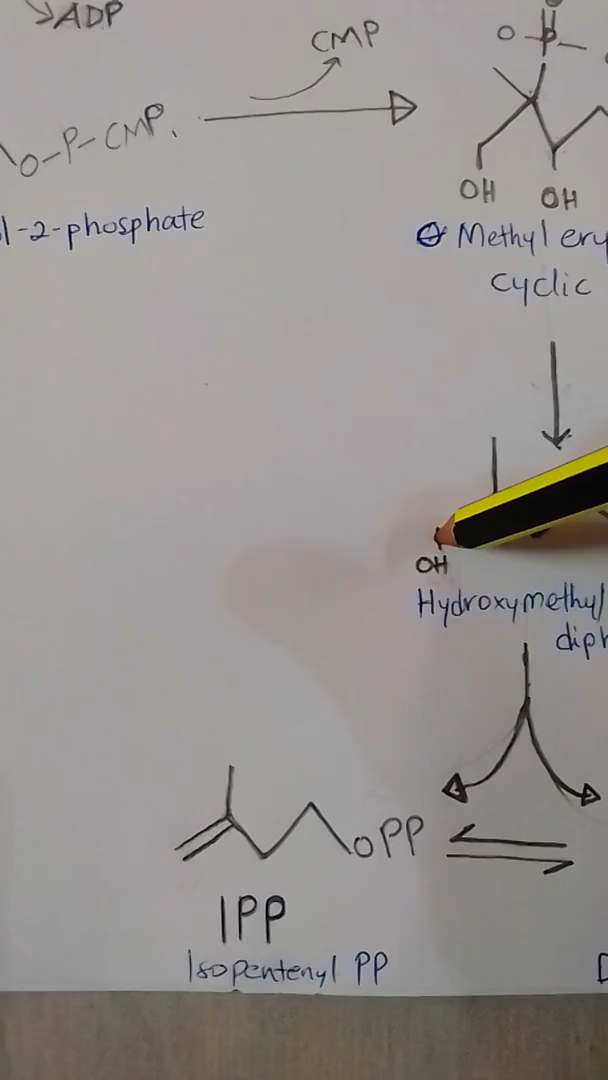 ADP
CMP
O-P-CMP.
O-P-
OH OH
l-2-phosphate
Methyl ery
cyclic
OH
Hydroxymethyl
diph
OPP
IPP
Isopentenyl PP
D